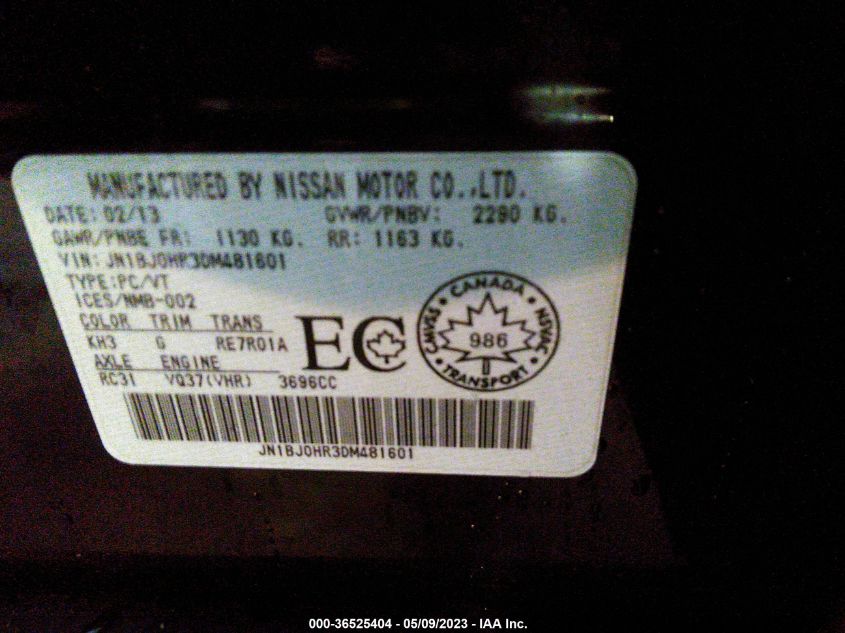 MANUFACTURED BY NISSAN MOTOR CO.,LTD.
DATE: 02/13 GVWR/PNBV: 2290 KG.
GAWR/PNBE FR: 1130 KG. RR: 1163 KG.
VIN: JN1BJ0HR3DM481601
TYPE:PC/VT
ICES/NMB-002
COLOR TRIM TRANS
KH3 G RE7R01A
AXLE ENGINE
RC31 VQ37(VHR) 3696CC
EC
CANADA
CMVSS NSVAC
986
TRANSPORT
JN1BJ0HR3DM481601
000-36525404 - 05/09/2023 - IAA Inc.